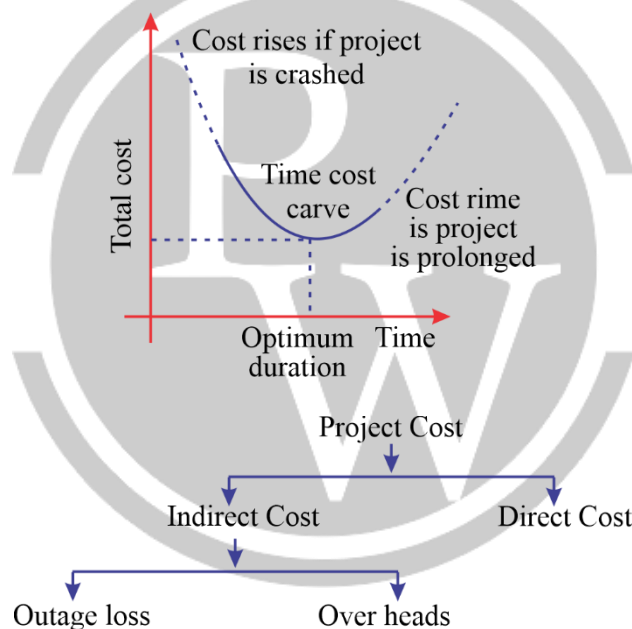 Cost rises if project
is crashed
Total cost
Time cost
carve
Cost rime
is project
is prolonged
Optimum
duration
Time
Project Cost
Indirect Cost
Direct Cost
Outage loss
Over heads
PW